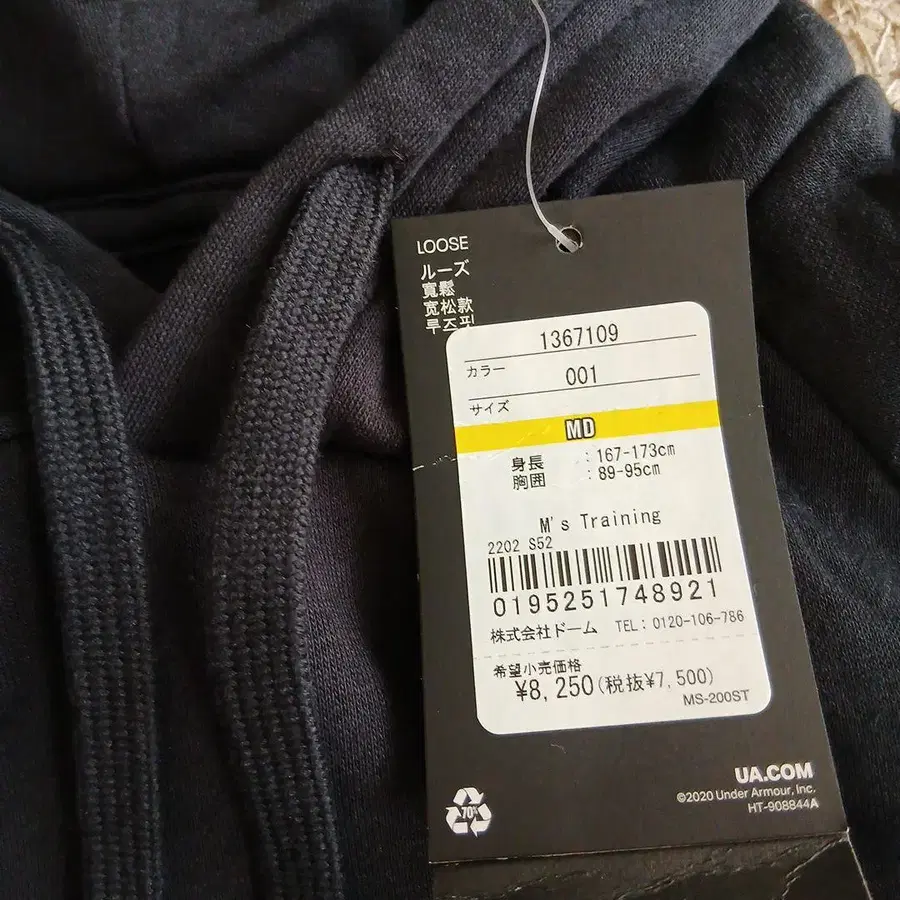 LOOSE
ルーズ
寬鬆
宽松款
루즈핏
1367109
カラー
001
サイズ
MD
身長 :167-173cm
胸囲 :89-95cm
M's Training
2202 S52
0195251748921
株式会社ドーム TEL: 0120-106-786
希望小売価格
¥8,250(税抜¥7,500)
MS-200ST
UA.COM
©2020 Under Armour, Inc.
HT-908844A
70%